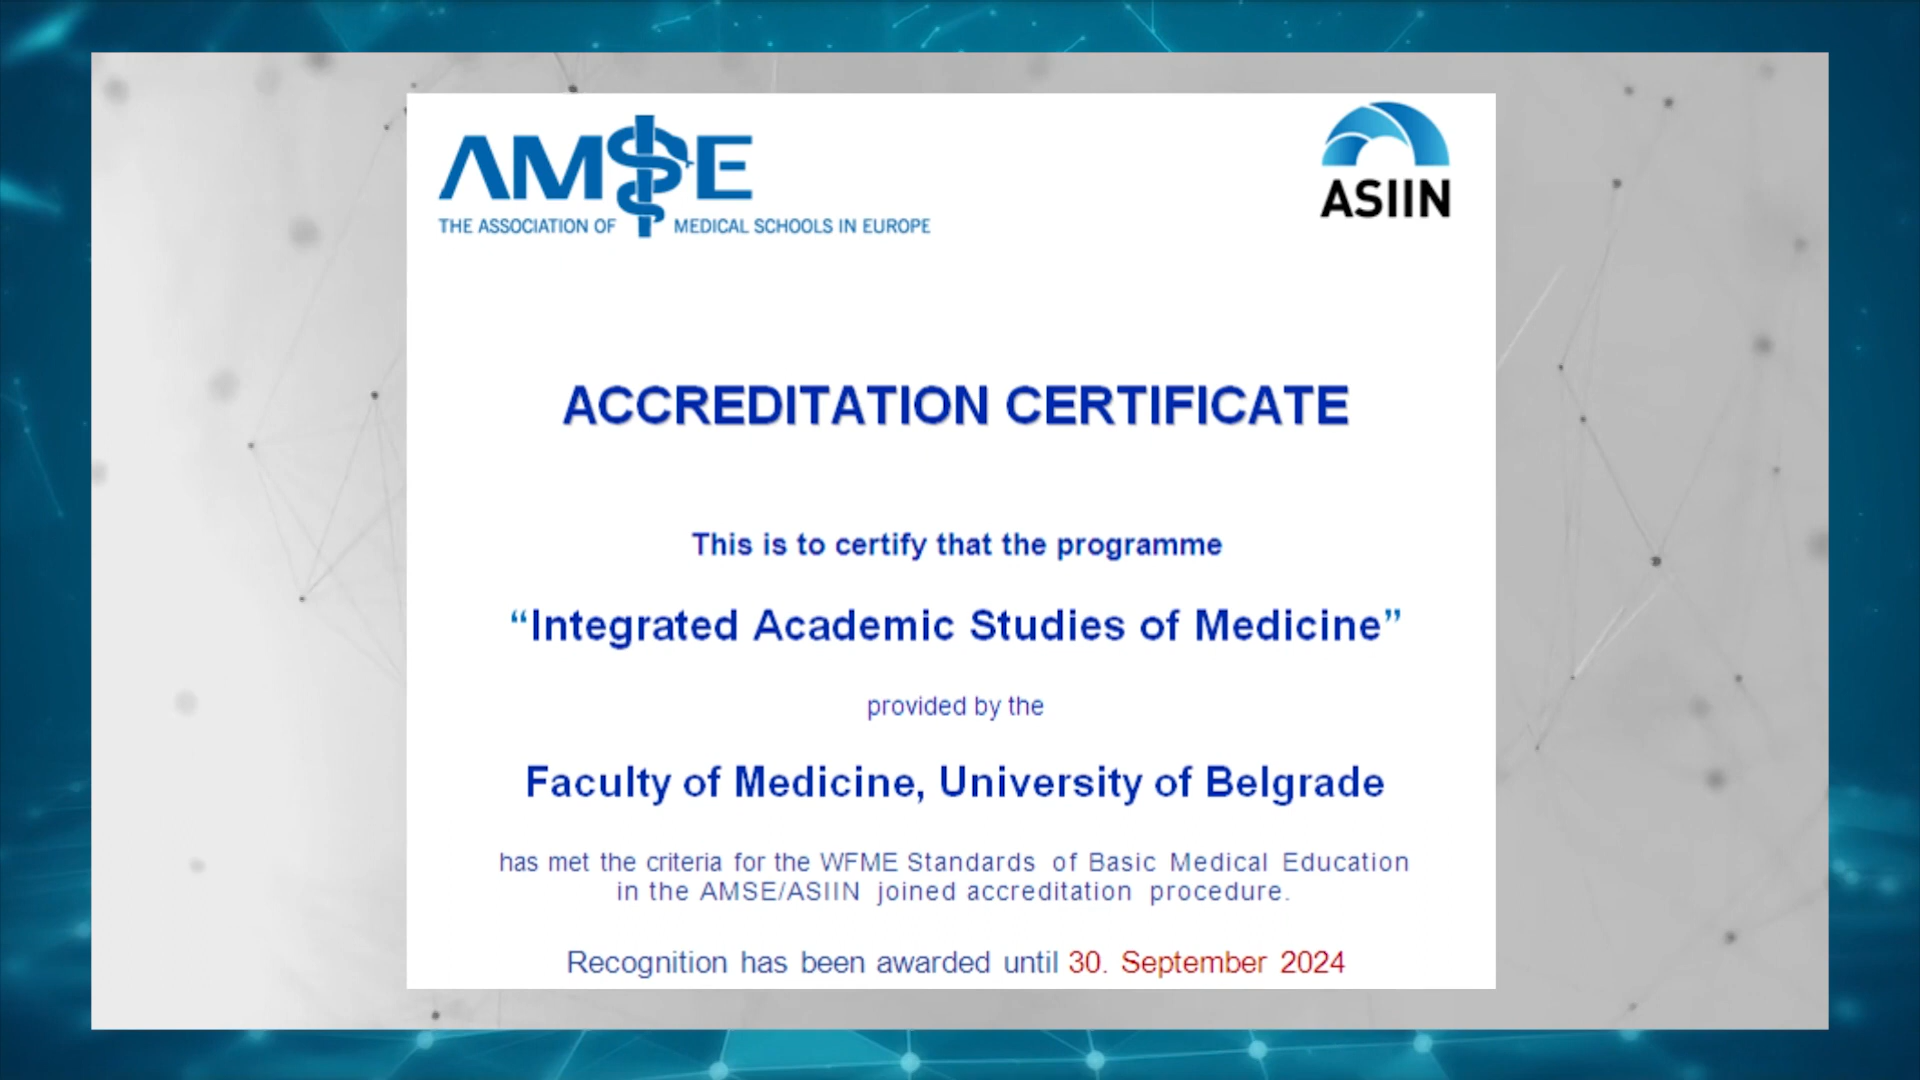 AMSE
THE ASSOCIATION OF MEDICAL SCHOOLS IN EUROPE
ASIIN
ACCREDITATION CERTIFICATE
This is to certify that the programme
“Integrated Academic Studies of Medicine”
provided by the
Faculty of Medicine, University of Belgrade
has met the criteria for the WFME Standards of Basic Medical Education
in the AMSE/ASIIN joined accreditation procedure.
Recognition has been awarded until 30. September 2024